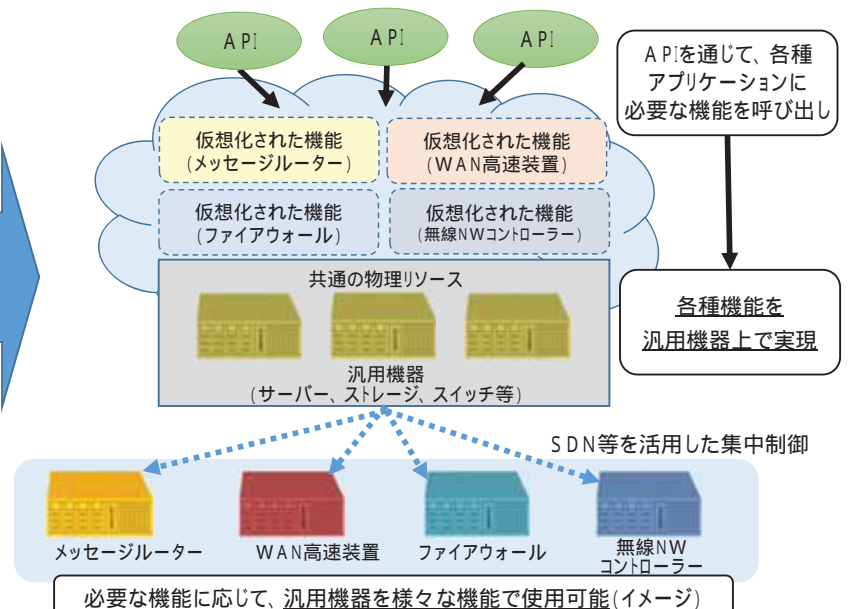 API
API
API
APIを通じて、各種
アプリケーションに
必要な機能を呼び出し
仮想化された機能
(メッセージルーター)
仮想化された機能
(WAN高速装置)
仮想化された機能
(ファイアウォール)
仮想化された機能
(無線NWコントローラー)
共通の物理リソース
汎用機器
(サーバー、ストレージ、スイッチ等)
各種機能を
汎用機器上で実現
SDN等を活用した集中制御
メッセージルーター
WAN高速装置
ファイアウォール
無線NW
コントローラー
必要な機能に応じて、汎用機器を様々な機能で使用可能(イメージ)